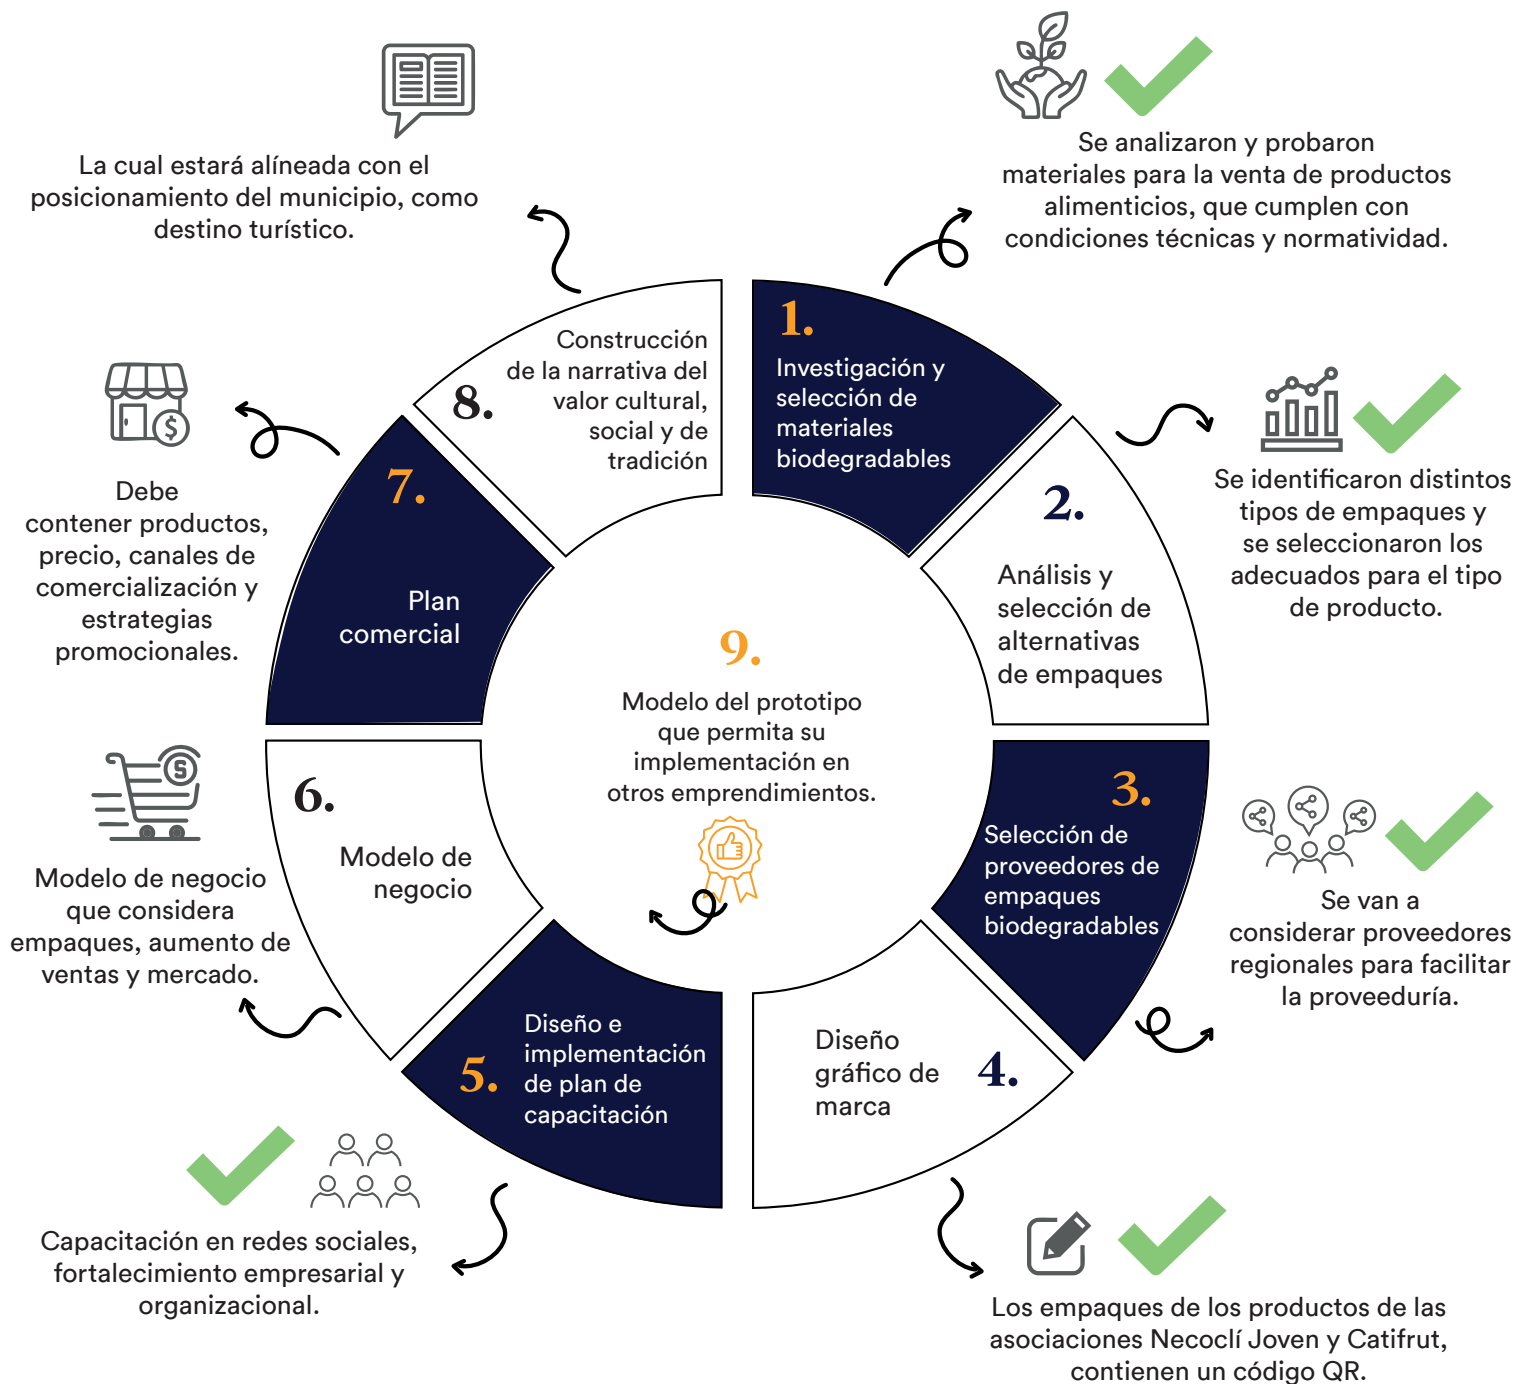 1.
Investigación y
selección de
materiales
biodegradables
Se analizaron y probaron
materiales para la venta de productos
alimenticios, que cumplen con
condiciones técnicas y normatividad.
2.
Análisis y
selección de
alternativas
de empaques
Se identificaron distintos
tipos de empaques y
se seleccionaron los
adecuados para el tipo
de producto.
3.
Selección de
proveedores de
empaques
biodegradables
Se van a
considerar proveedores
regionales para facilitar
la proveeduría.
4.
Diseño
gráfico de
marca
Los empaques de los productos de las
asociaciones Necoclí Joven y Catifrut,
contienen un código QR.
5.
Diseño e
implementación
de plan de
capacitación
Capacitación en redes sociales,
fortalecimiento empresarial y
organizacional.
6.
Modelo de
negocio
Modelo de negocio
que considera
empaques, aumento de
ventas y mercado.
7.
Plan
comercial
$
Debe
contener productos,
precio, canales de
comercialización y
estrategias
promocionales.
8.
Construcción
de la narrativa del
valor cultural,
social y de
tradición
La cual estará alíneada con el
posicionamiento del municipio, como
destino turístico.
9.
Modelo del prototipo
que permita su
implementación en
otros emprendimientos.